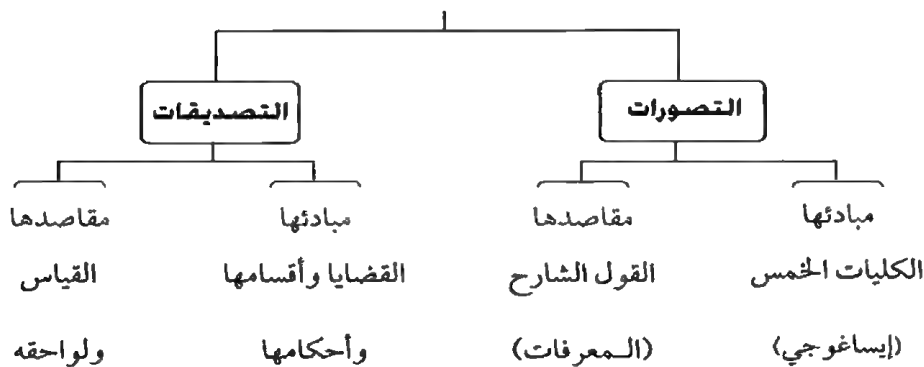 التصورات
التصديقات
مبادئها
مقاصدها
مبادئها
مقاصدها
الكليات الخمس
القول الشارح
القضايا وأقسامها
القياس
(إيساغوجي)
(المعرفات)
وأحكامها
ولواحقه